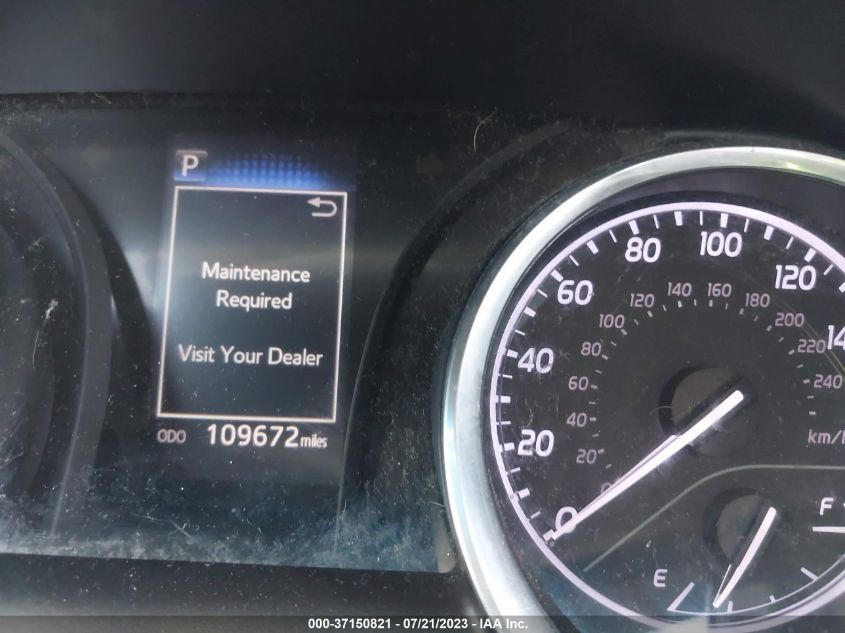 P
Maintenance
Required
Visit Your Dealer
ODO 109672 miles
0 20 40 60 80 100 120
20 40 60 80 100 120 140 160 180 200 220 240
km/
E F
000-37150821 - 07/21/2023 - IAA Inc.